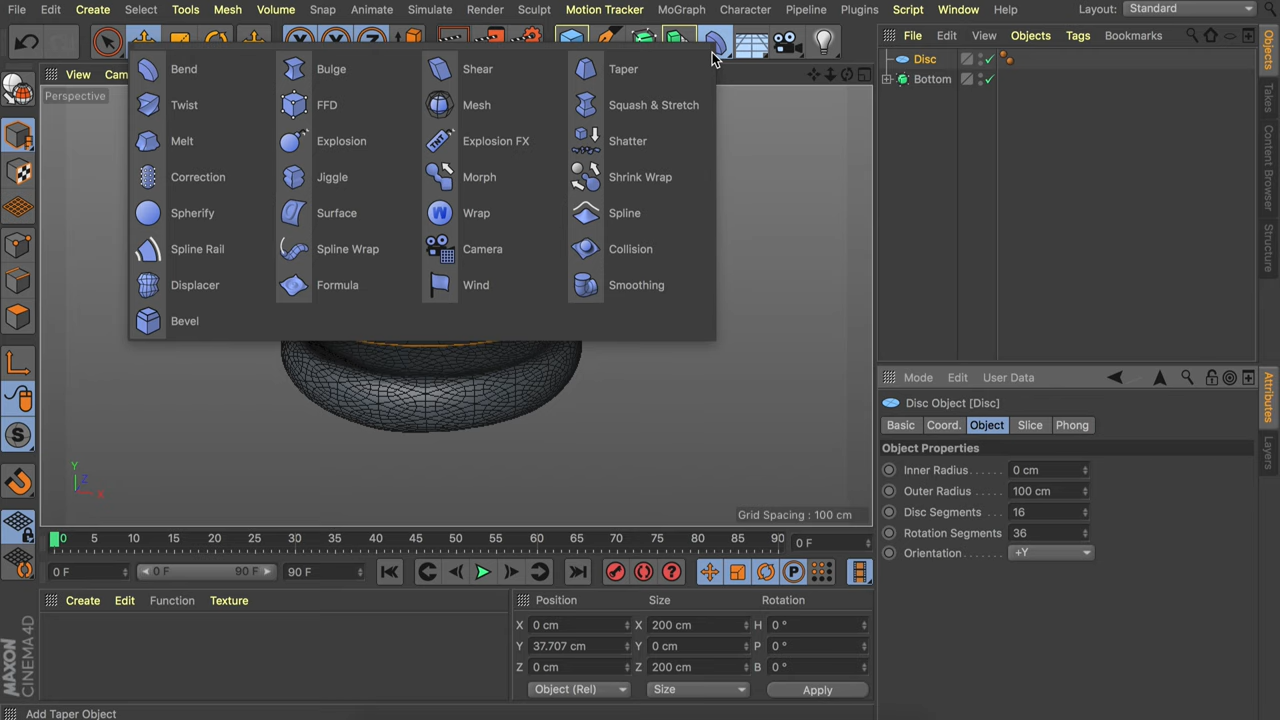 File Edit Create Select Tools Mesh Volume Snap Animate Simulate Render Sculpt Motion Tracker MoGraph Character Pipeline Plugins Script Window Help Layout: Standard
File Edit View Objects Tags Bookmarks
View Cam
Perspective
Disc
Bottom
Bend Bulge Shear Taper
Twist FFD Mesh Squash & Stretch
Melt Explosion Explosion FX Shatter
Correction Jiggle Morph Shrink Wrap
Spherify Surface Wrap Spline
Spline Rail Spline Wrap Camera Collision
Displacer Formula Wind Smoothing
Bevel
Objects
Takes
Content Browser
Structure
Mode Edit User Data
Disc Object [Disc]
Basic Coord. Object Slice Phong
Object Properties
Inner Radius 0 cm
Outer Radius 100 cm
Disc Segments 16
Rotation Segments 36
Orientation +Y
Attributes
Layers
Y
Z
X
Grid Spacing : 100 cm
0 5 10 15 20 25 30 35 40 45 50 55 60 65 70 75 80 85 90 0 F
0 F 0 F 90 F 90 F
Create Edit Function Texture
Position Size Rotation
X 0 cm X 200 cm H 0 °
Y 37.707 cm Y 0 cm P 0 °
Z 0 cm Z 200 cm B 0 °
Object (Rel) Size Apply
MAXON
CINEMA 4D
Add Taper Object